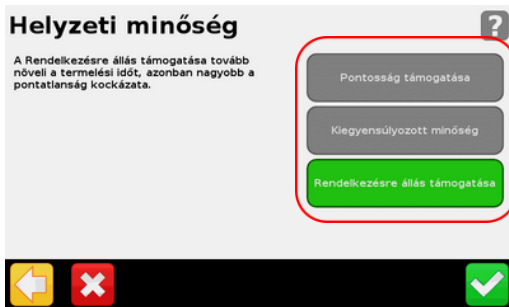 Helyzeti minőség
?
A Rendelkezésre állás támogatása tovább
növeli a termelési időt, azonban nagyobb a
pontatlanság kockázata.
Pontosság támogatása
Kiegyensúlyozott minőség
Rendelkezésre állás támogatása